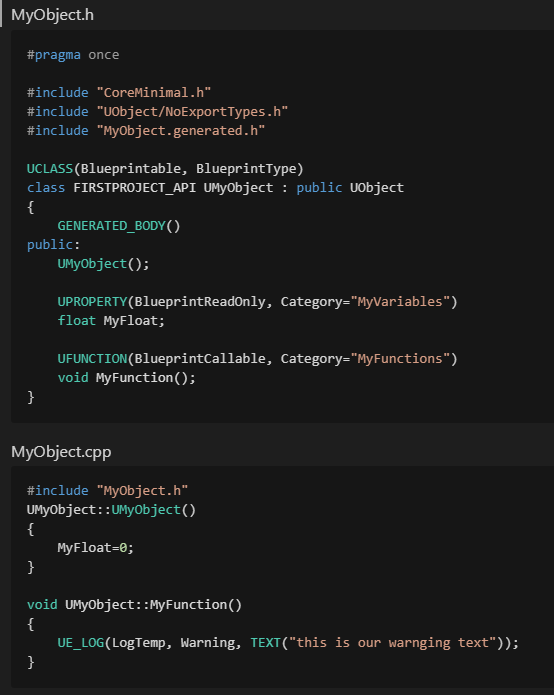 MyObject.h
#pragma once
#include "CoreMinimal.h"
#include "UObject/NoExportTypes.h"
#include "MyObject.generated.h"
UCLASS(Blueprintable, BlueprintType)
class FIRSTPROJECT_API UMyObject : public UObject
{
    GENERATED_BODY()
public:
    UMyObject();
    UPROPERTY(BlueprintReadOnly, Category="MyVariables")
    float MyFloat;
    UFUNCTION(BlueprintCallable, Category="MyFunctions")
    void MyFunction();
}
MyObject.cpp
#include "MyObject.h"
UMyObject::UMyObject()
{
    MyFloat=0;
}
void UMyObject::MyFunction()
{
    UE_LOG(LogTemp, Warning, TEXT("this is our warnging text"));
}